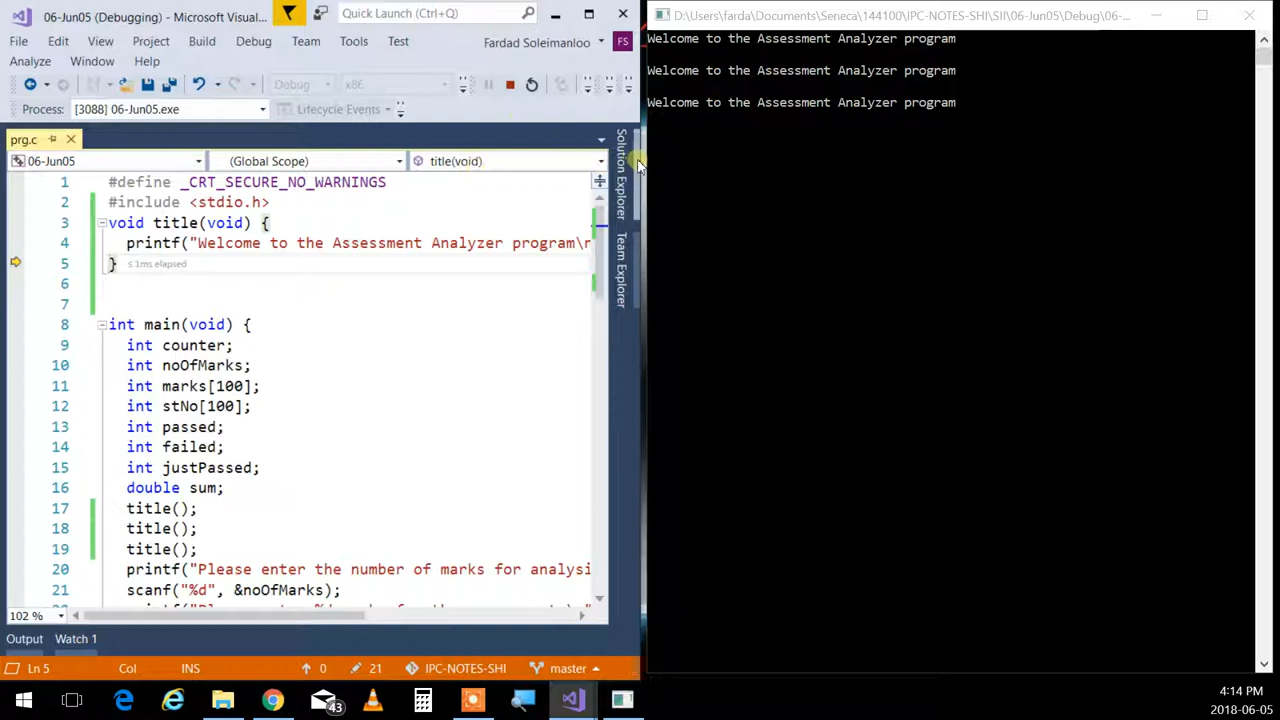 06-Jun05 (Debugging) - Microsoft Visual...
Quick Launch (Ctrl+Q)
File Edit View Project Build Debug Team Tools Test
Fardad Soleimanloo
FS
Analyze Window Help
Debug x86
Process: [3088] 06-Jun05.exe Lifecycle Events
prg.c
06-Jun05 (Global Scope) title(void)
1 #define _CRT_SECURE_NO_WARNINGS
2 #include <stdio.h>
3 void title(void) {
4 printf("Welcome to the Assessment Analyzer program\n
5 } ≤ 1ms elapsed
6
7
8 int main(void) {
9 int counter;
10 int noOfMarks;
11 int marks[100];
12 int stNo[100];
13 int passed;
14 int failed;
15 int justPassed;
16 double sum;
17 title();
18 title();
19 title();
20 printf("Please enter the number of marks for analysi
21 scanf("%d", &noOfMarks);
102 %
Solution Explorer
Team Explorer
Output Watch 1
Ln 5 Col INS 0 21 IPC-NOTES-SHI master
D:\Users\farda\Documents\Seneca\144100\IPC-NOTES-SHI\SII\06-Jun05\Debug\06-...
Welcome to the Assessment Analyzer program
Welcome to the Assessment Analyzer program
Welcome to the Assessment Analyzer program
43
4:14 PM
2018-06-05